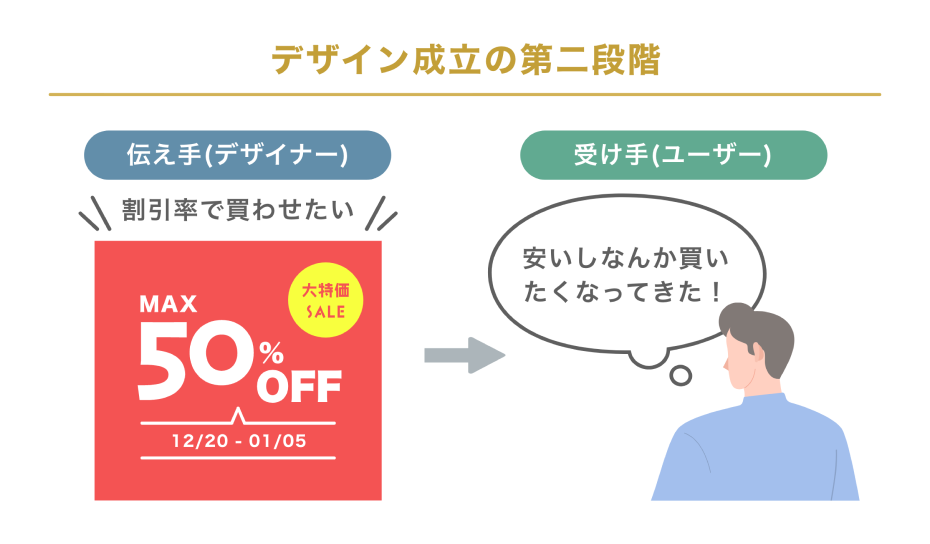 デザイン成立の第二段階
伝え手(デザイナー)
割引率で買わせたい
大特価
SALE
MAX
50%
OFF
12/20 - 01/05
受け手(ユーザー)
安いしなんか買い
たくなってきた！